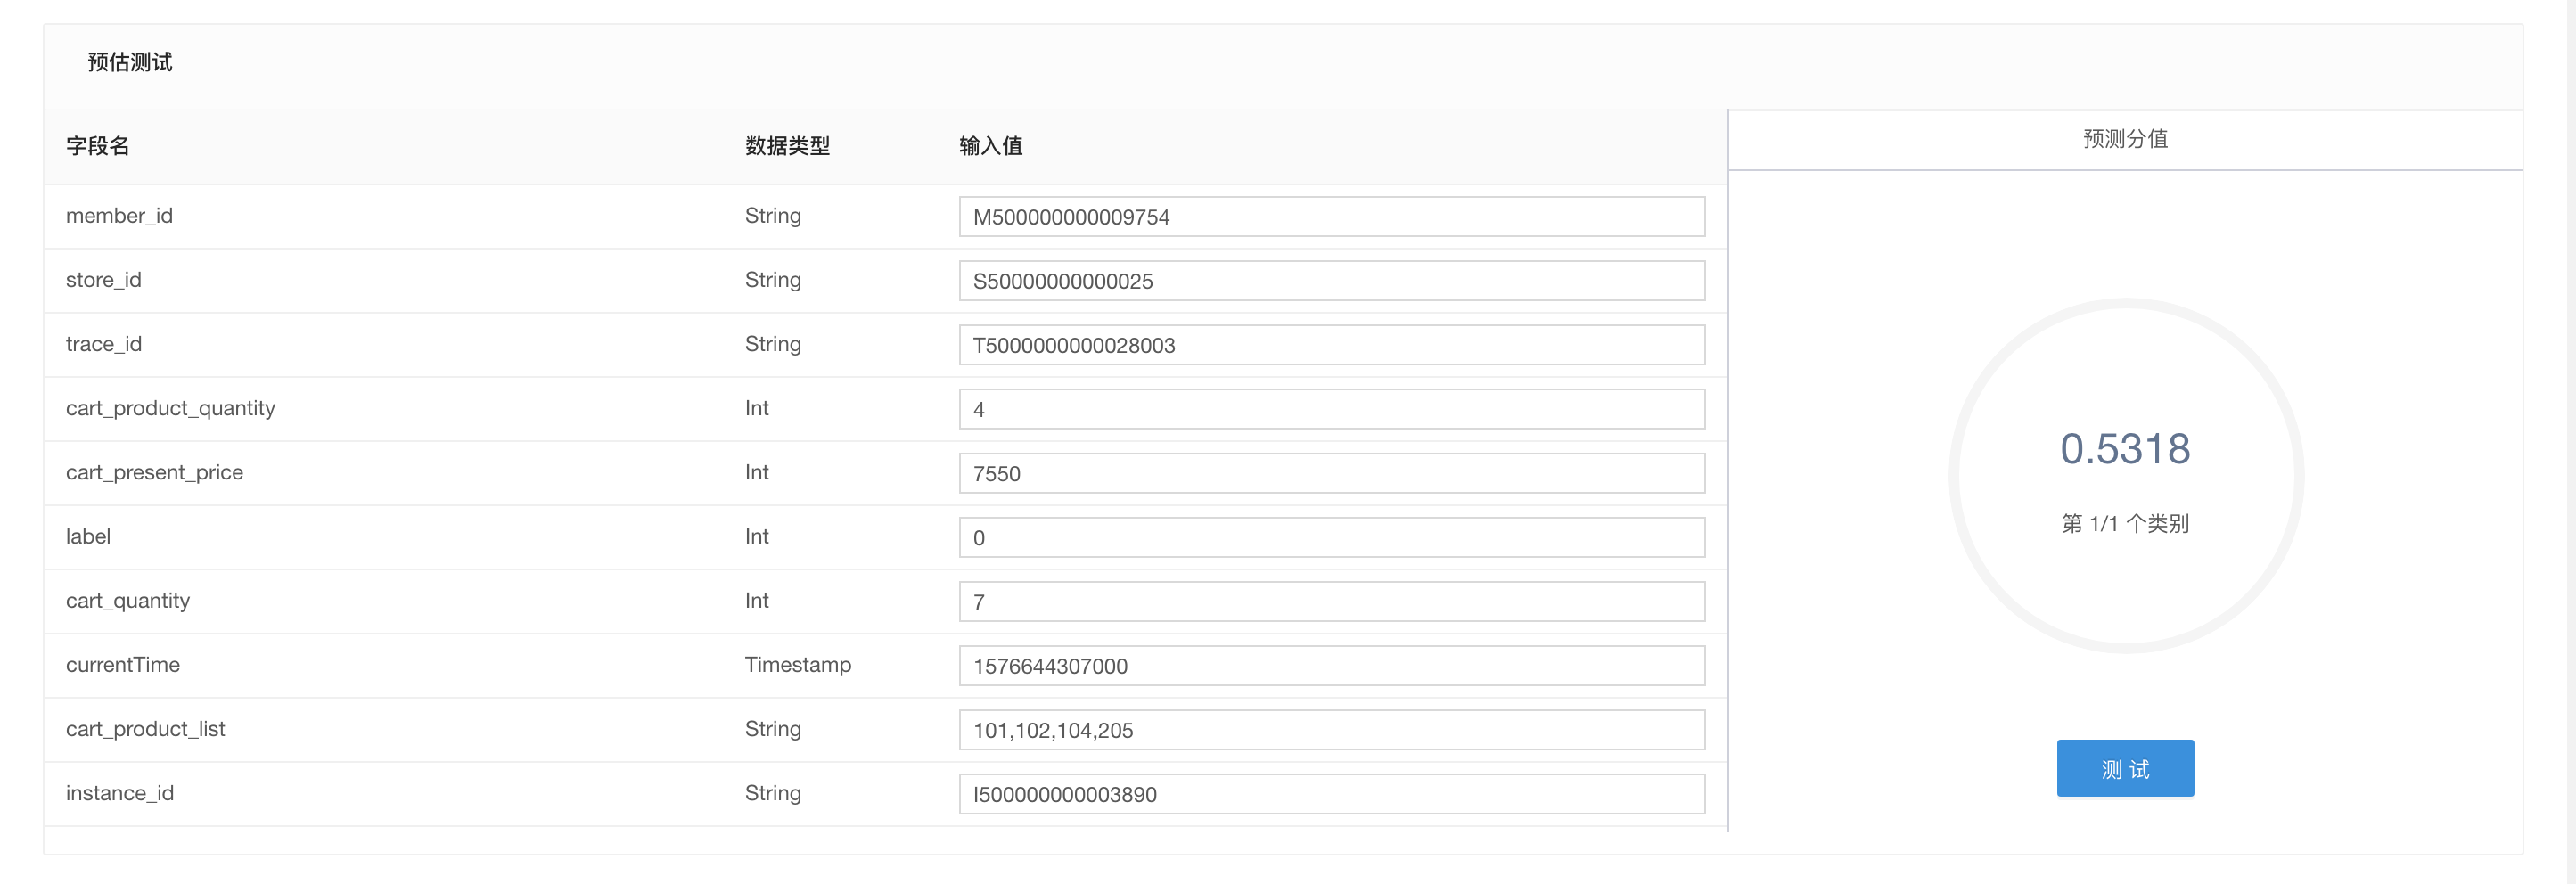 预估测试
字段名 数据类型 输入值 预测分值
member_id String M500000000009754
store_id String S50000000000025
trace_id String T5000000000028003
cart_product_quantity Int 4
cart_present_price Int 7550
label Int 0
cart_quantity Int 7
currentTime Timestamp 1576644307000
cart_product_list String 101,102,104,205
instance_id String I500000000003890
0.5318
第 1/1 个类别
测 试